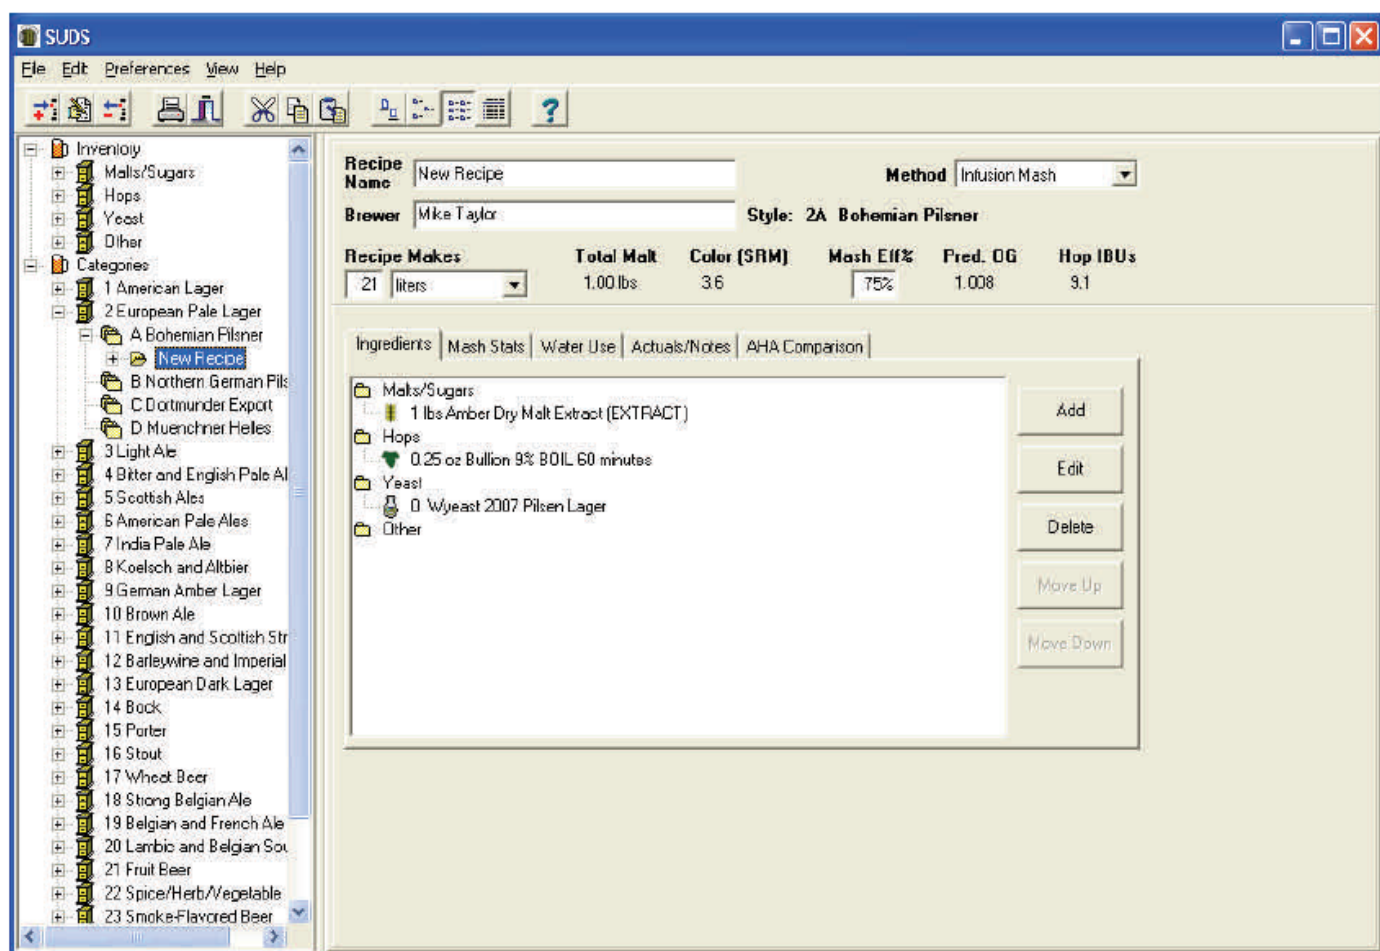 SUDS
File Edit Preferences View Help
Inventory
Malts/Sugars
Hops
Yeast
Other
Categories
1 American Lager
2 European Pale Lager
A Bohemian Pilsner
New Recipe
B Northern German Pils
C Dortmunder Export
D Muenchner Helles
3 Light Ale
4 Bitter and English Pale Al
5 Scottish Ales
6 American Pale Ales
7 India Pale Ale
8 Koelsch and Altbier
9 German Amber Lager
10 Brown Ale
11 English and Scottish Str
12 Barleywine and Imperial
13 European Dark Lager
14 Bock
15 Porter
16 Stout
17 Wheat Beer
18 Strong Belgian Ale
19 Belgian and French Ale
20 Lambic and Belgian Sou
21 Fruit Beer
22 Spice/Herb/Vegetable
23 Smoke-Flavored Beer
Recipe Name New Recipe Method Infusion Mash
Brewer Mike Taylor Style: 2A Bohemian Pilsner
Recipe Makes Total Malt Color (SRM) Mash Eff% Pred. OG Hop IBUs
21 liters 1.00 lbs 3.6 75% 1.008 9.1
Ingredients Mash Stats Water Use Actuals/Notes AHA Comparison
Malts/Sugars
1 lbs Amber Dry Malt Extract (EXTRACT)
Hops
0.25 oz Bullion 9% BOIL 60 minutes
Yeast
0 Wyeast 2007 Pilsen Lager
Other
Add
Edit
Delete
Move Up
Move Down